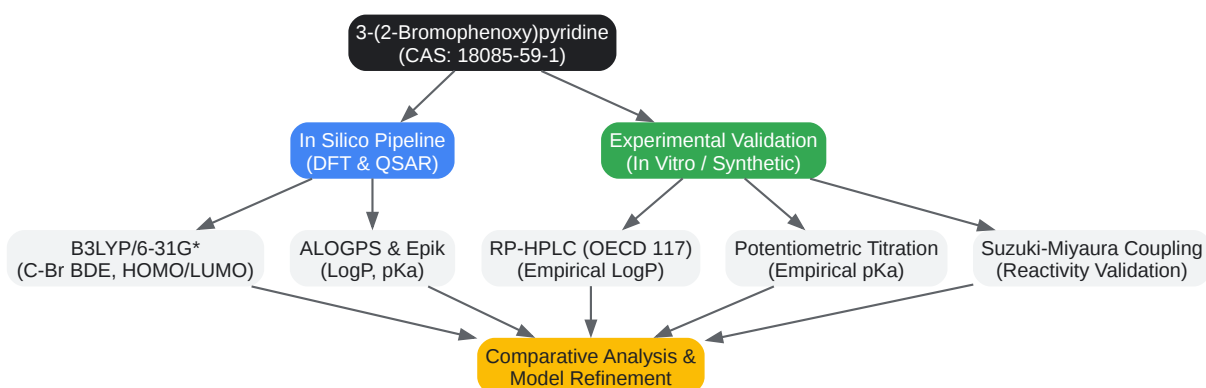 3-(2-Bromophenoxy)pyridine
(CAS: 18085-59-1)
In Silico Pipeline
(DFT & QSAR)
Experimental Validation
(In Vitro / Synthetic)
B3LYP/6-31G*
(C-Br BDE, HOMO/LUMO)
ALOGPS & Epik
(LogP, pKa)
RP-HPLC (OECD 117)
(Empirical LogP)
Potentiometric Titration
(Empirical pKa)
Suzuki-Miyaura Coupling
(Reactivity Validation)
Comparative Analysis &
Model Refinement